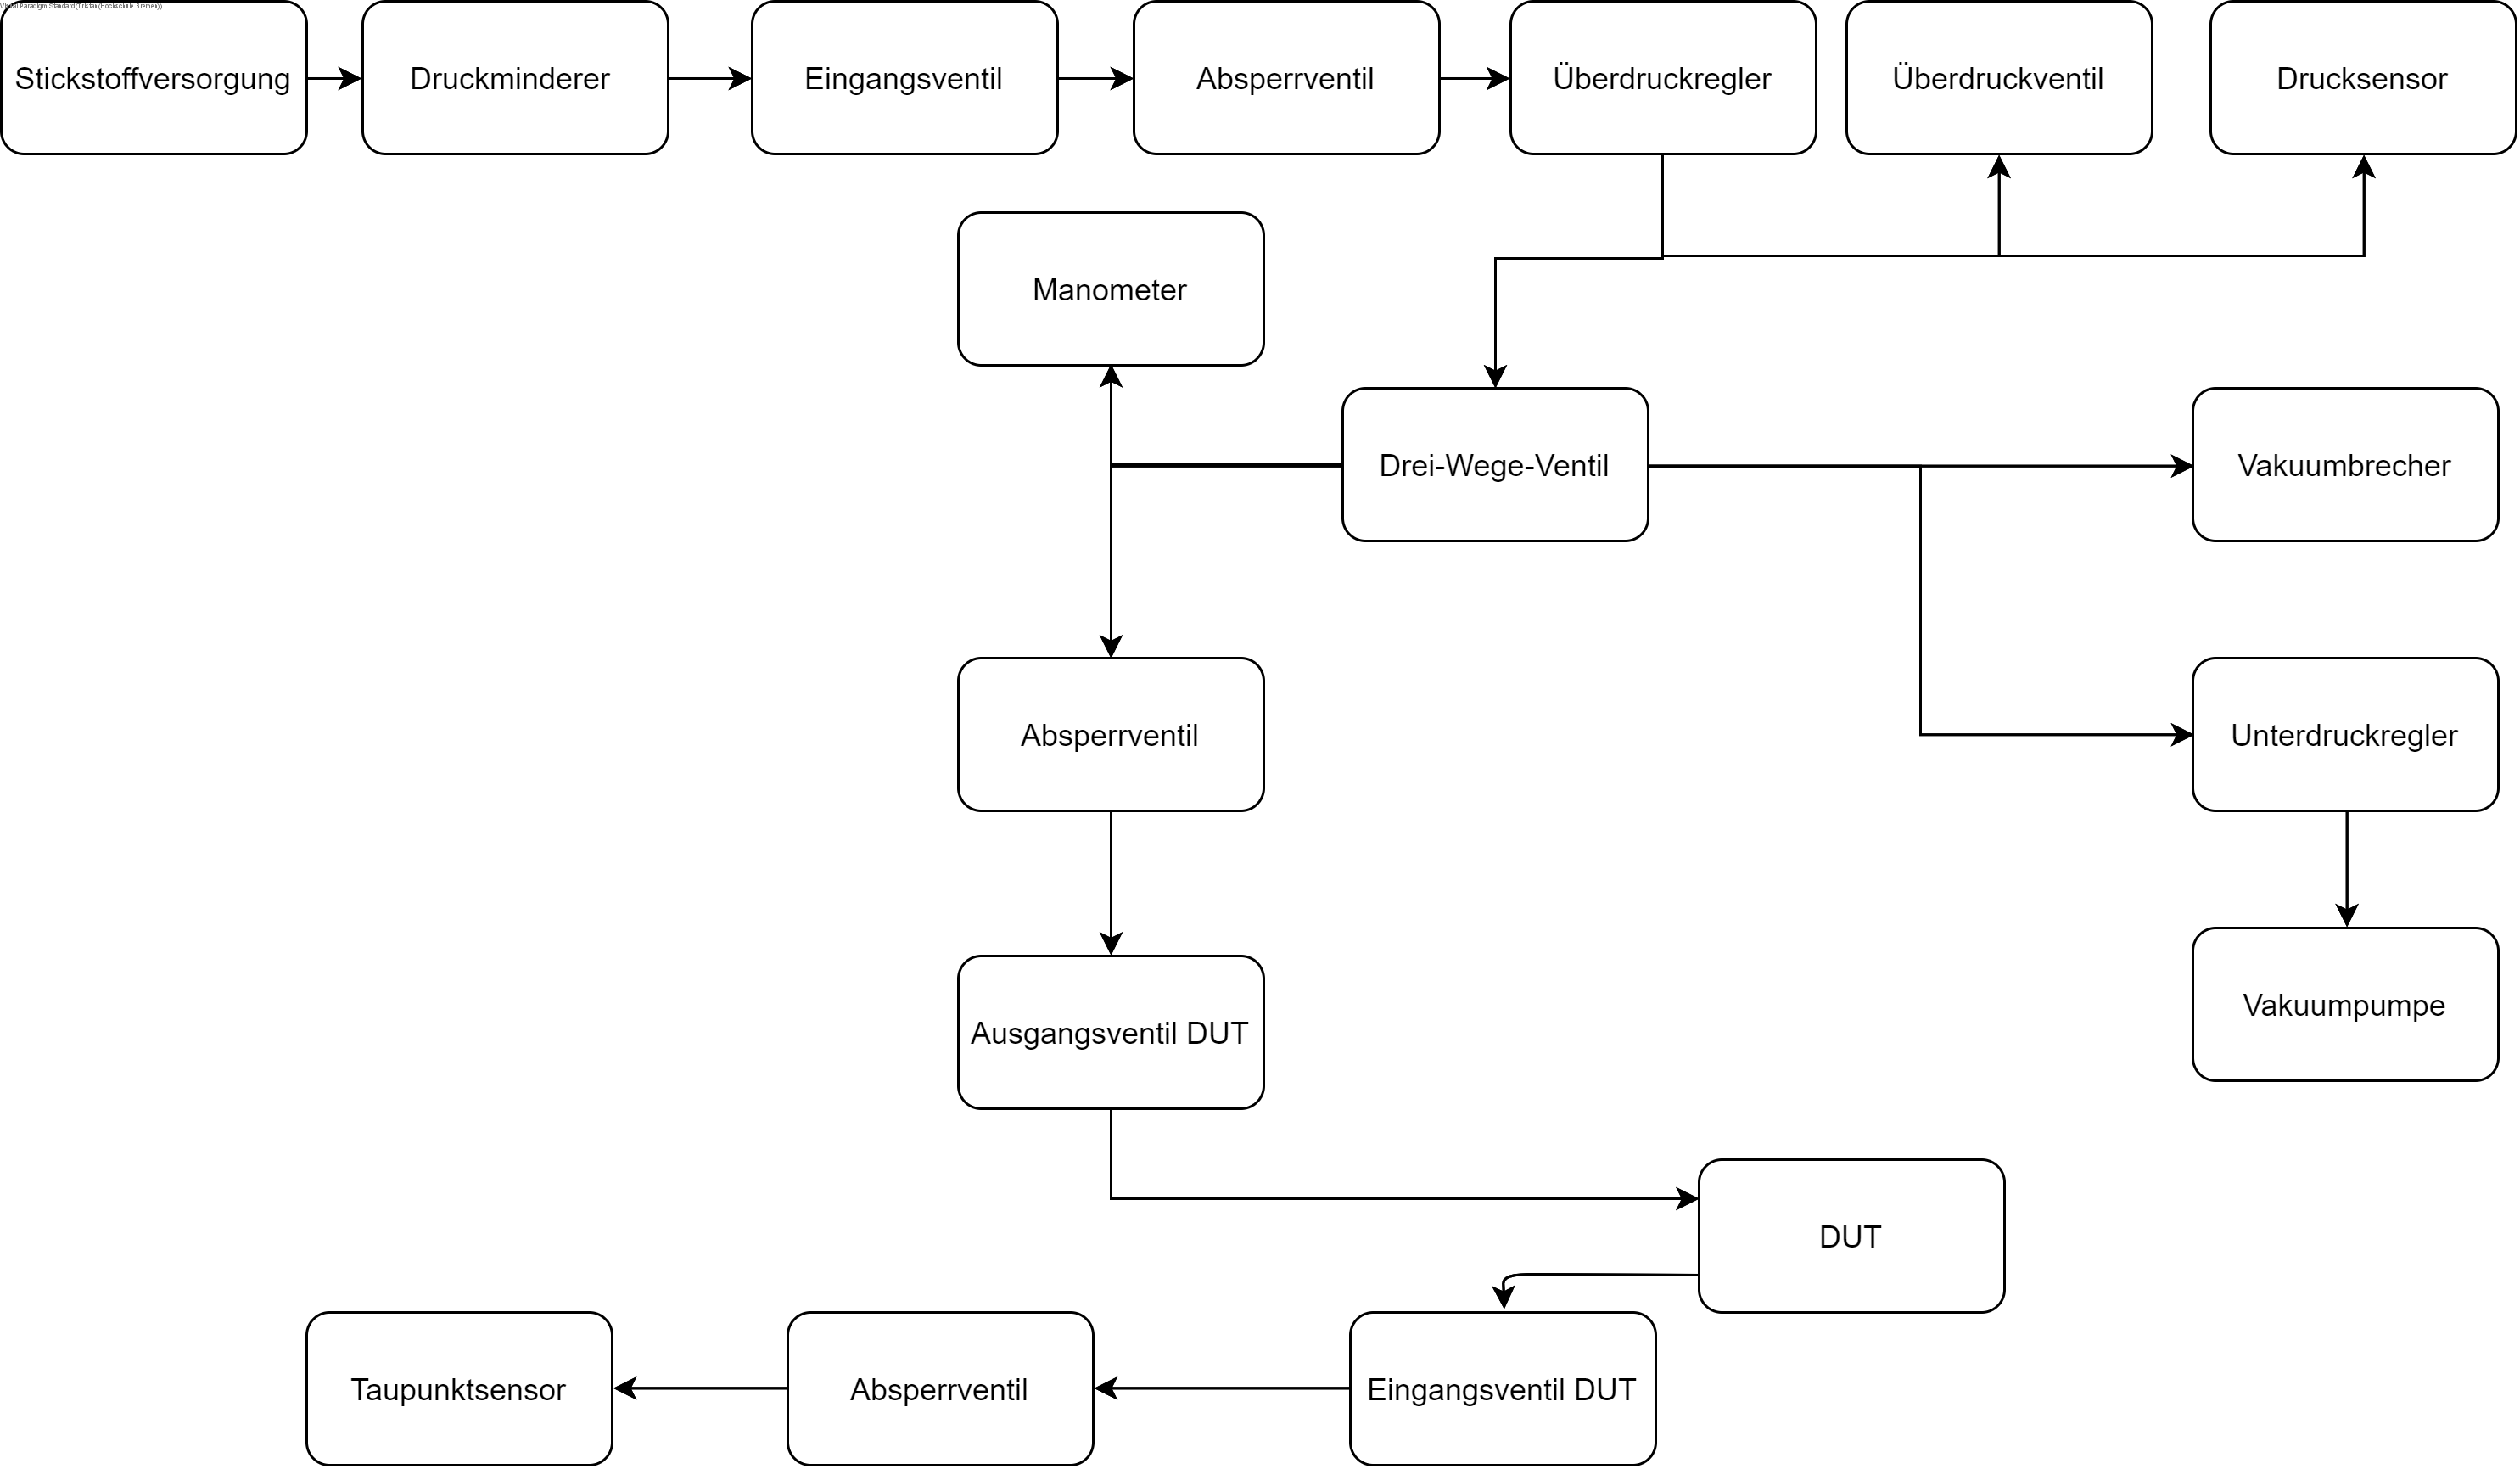 Visual Paradigm Standard(Tristan(Hochschule Bremen))
Stickstoffversorgung
Druckminderer
Eingangsventil
Absperrventil
Überdruckregler
Überdruckventil
Drucksensor
Manometer
Drei-Wege-Ventil
Vakuumbrecher
Absperrventil
Unterdruckregler
Ausgangsventil DUT
Vakuumpumpe
DUT
Taupunktsensor
Absperrventil
Eingangsventil DUT